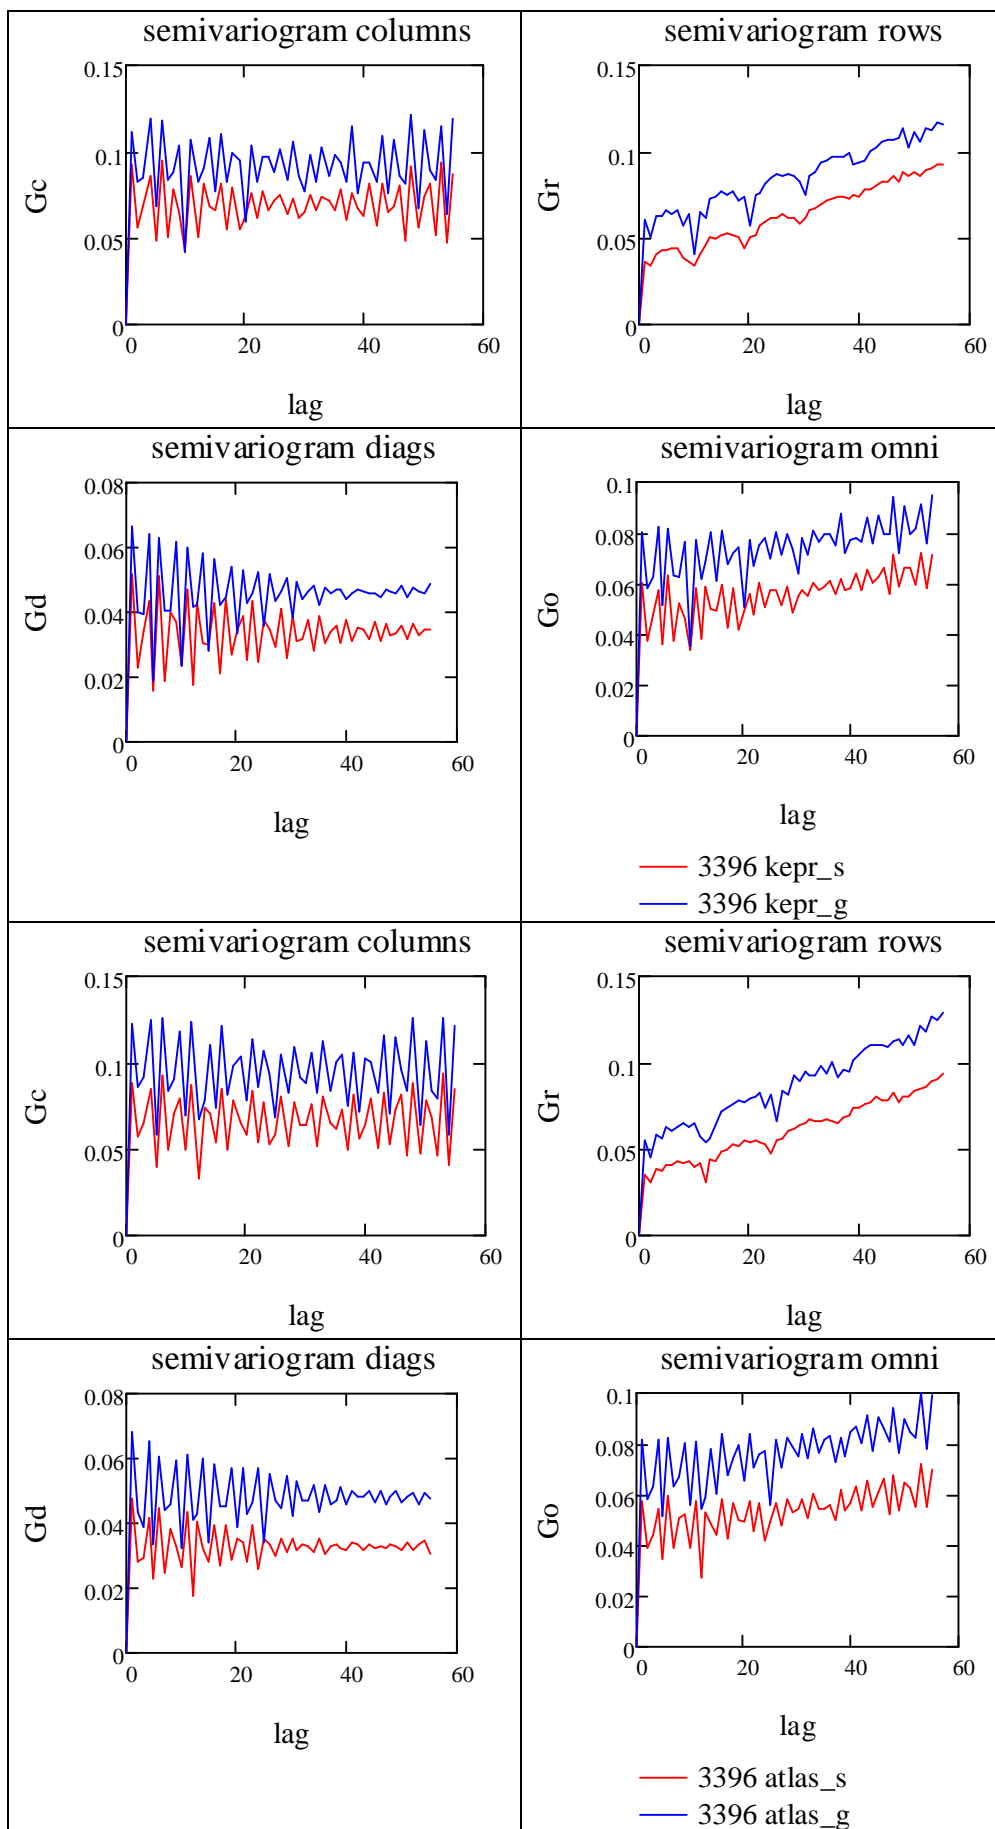 semivariogram columns
0.15
0.1
0.05
0
Gc
0 20 40 60
lag
semivariogram rows
0.15
0.1
0.05
0
Gr
0 20 40 60
lag
semivariogram diags
0.08
0.06
0.04
0.02
0
Gd
0 20 40 60
lag
semivariogram omni
0.1
0.08
0.06
0.04
0.02
0
Go
0 20 40 60
lag
3396 kepr_s
3396 kepr_g
semivariogram columns
0.15
0.1
0.05
0
Gc
0 20 40 60
lag
semivariogram rows
0.15
0.1
0.05
0
Gr
0 20 40 60
lag
semivariogram diags
0.08
0.06
0.04
0.02
0
Gd
0 20 40 60
lag
semivariogram omni
0.1
0.08
0.06
0.04
0.02
0
Go
0 20 40 60
lag
3396 atlas_s
3396 atlas_g